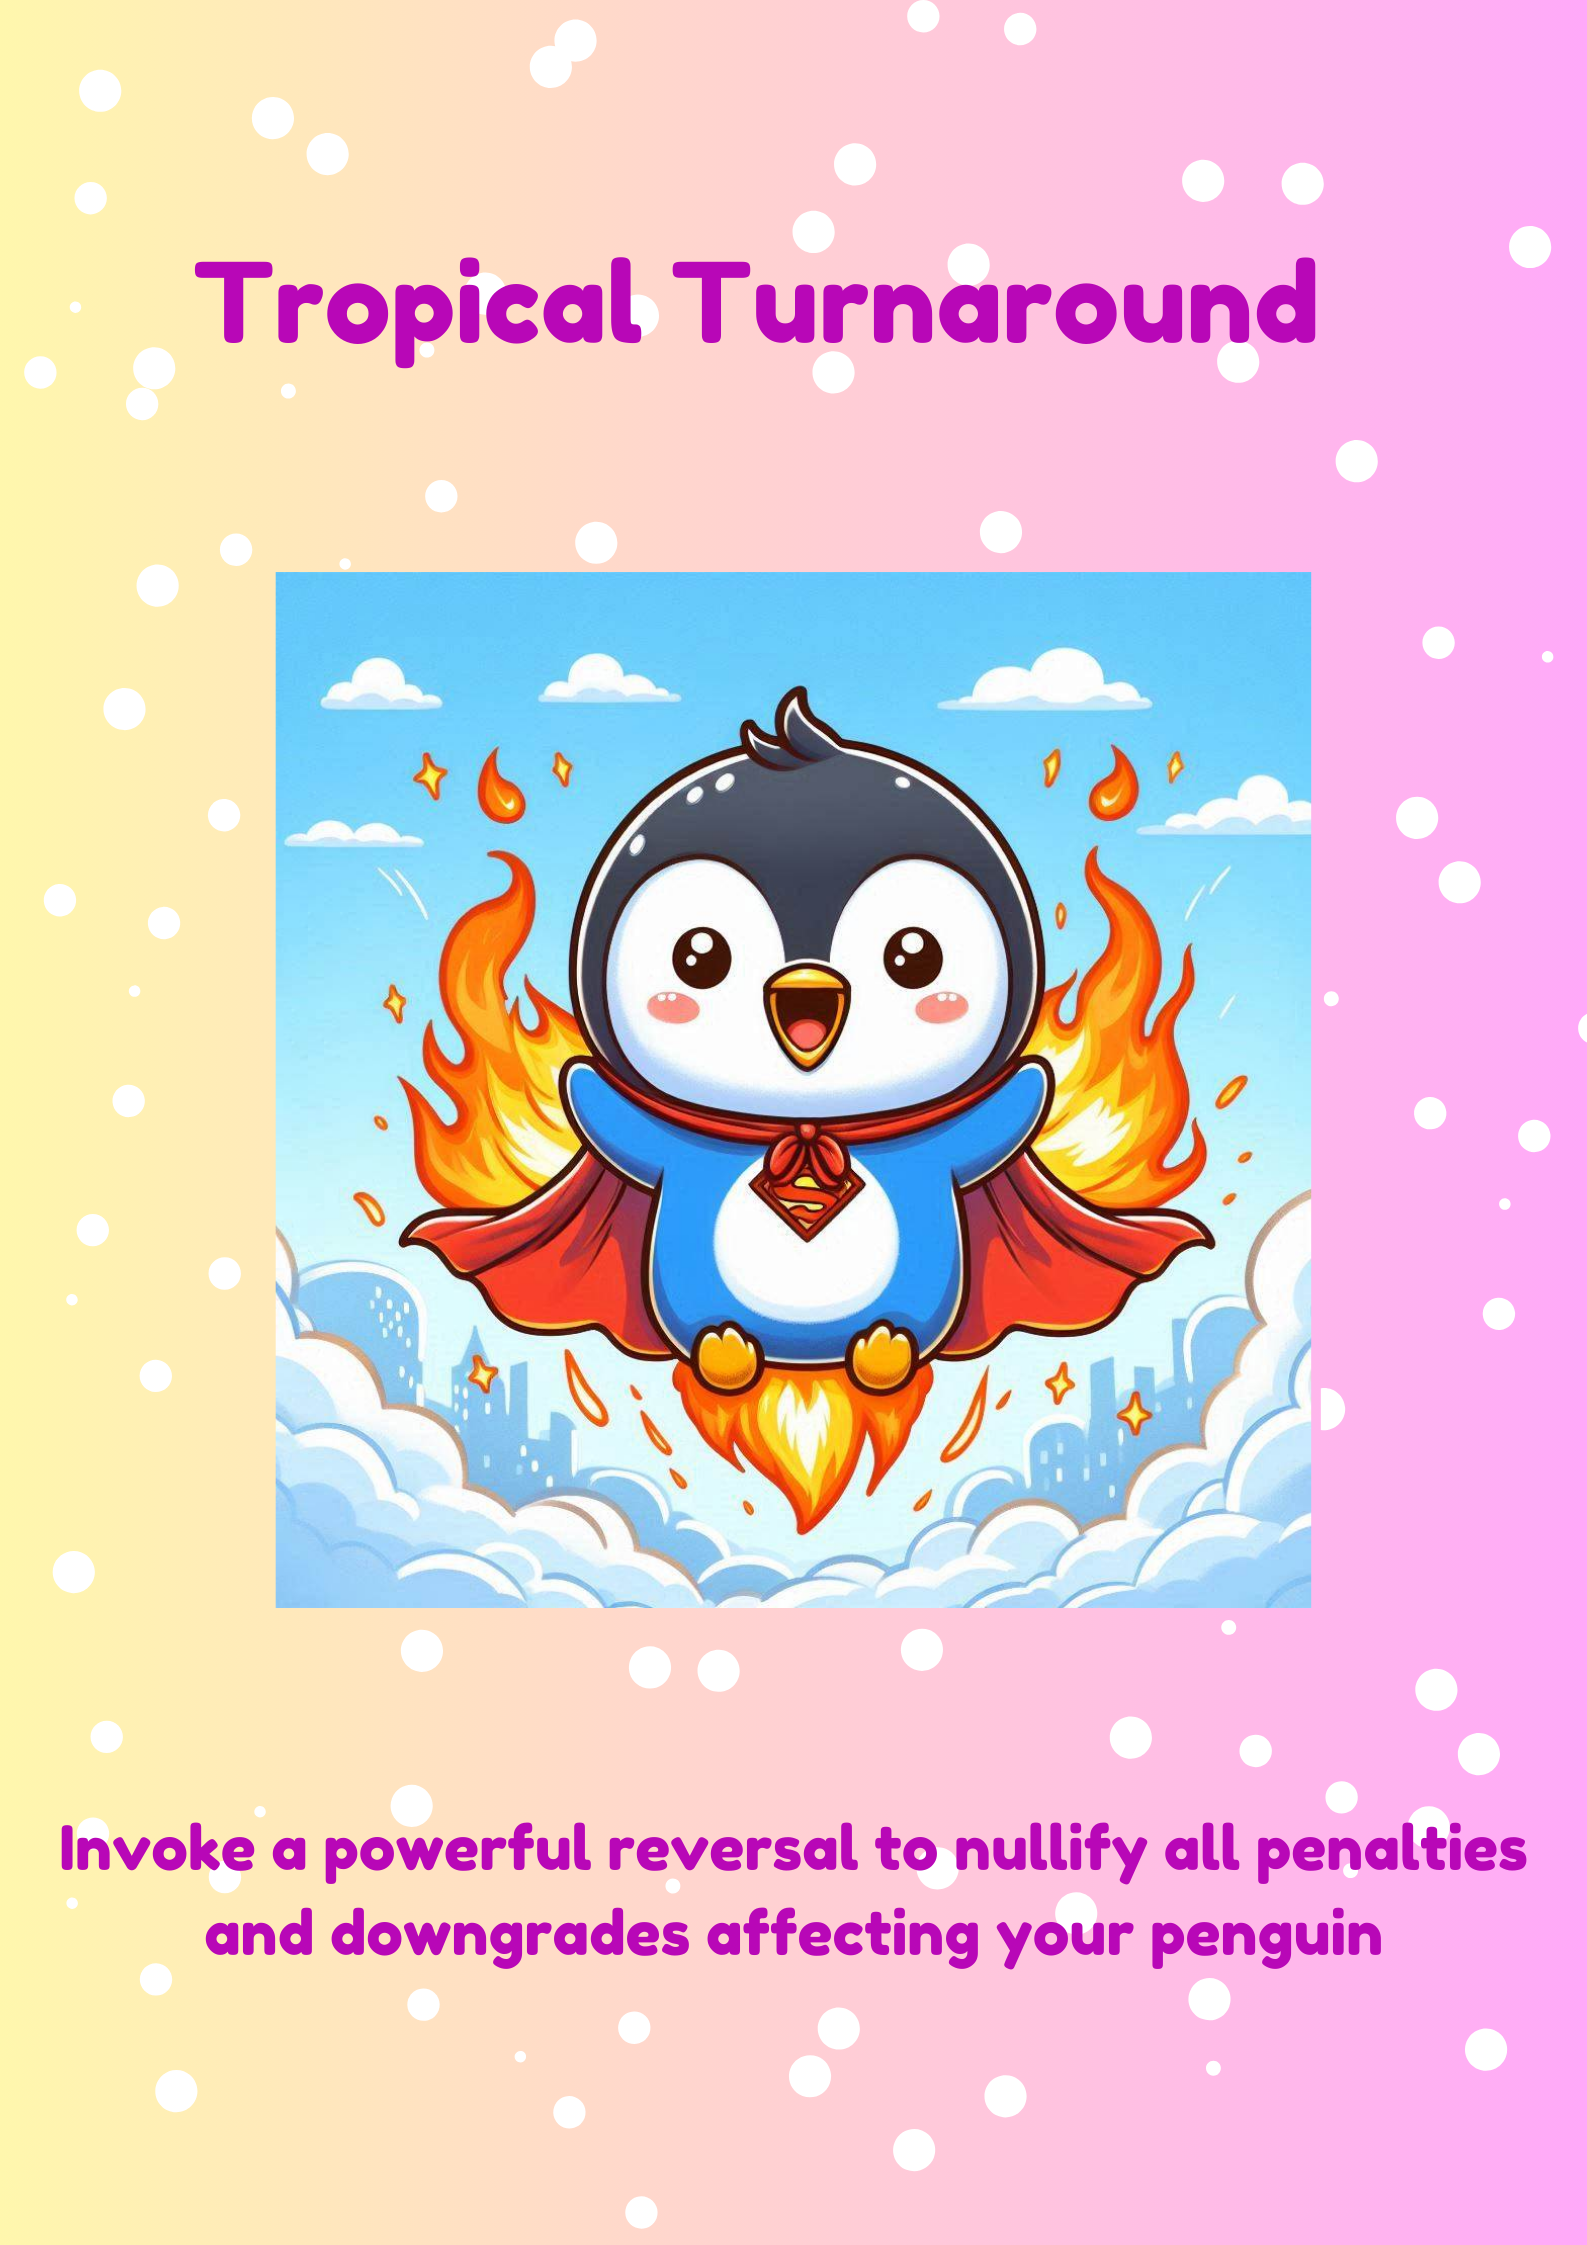 Tropical Turnaround
Invoke a powerful reversal to nullify all penalties
and downgrades affecting your penguin